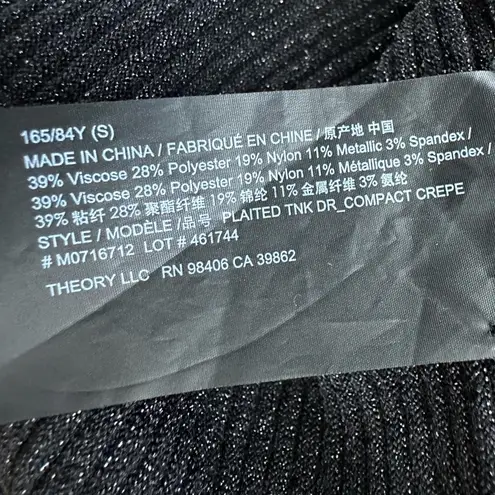 165/84Y (S)
MADE IN CHINA / FABRIQUÉ EN CHINE / 原产地 中国
39% Viscose 28% Polyester 19% Nylon 11% Metallic 3% Spandex /
39% Viscose 28% Polyester 19% Nylon 11% Métallique 3% Spandex /
39% 粘纤 28% 聚酯纤维 19% 锦纶 11% 金属纤维 3% 氨纶
STYLE / MODÈLE /品号 PLAITED TNK DR_COMPACT CREPE
# M0716712 LOT # 461744
THEORY LLC RN 98406 CA 39862